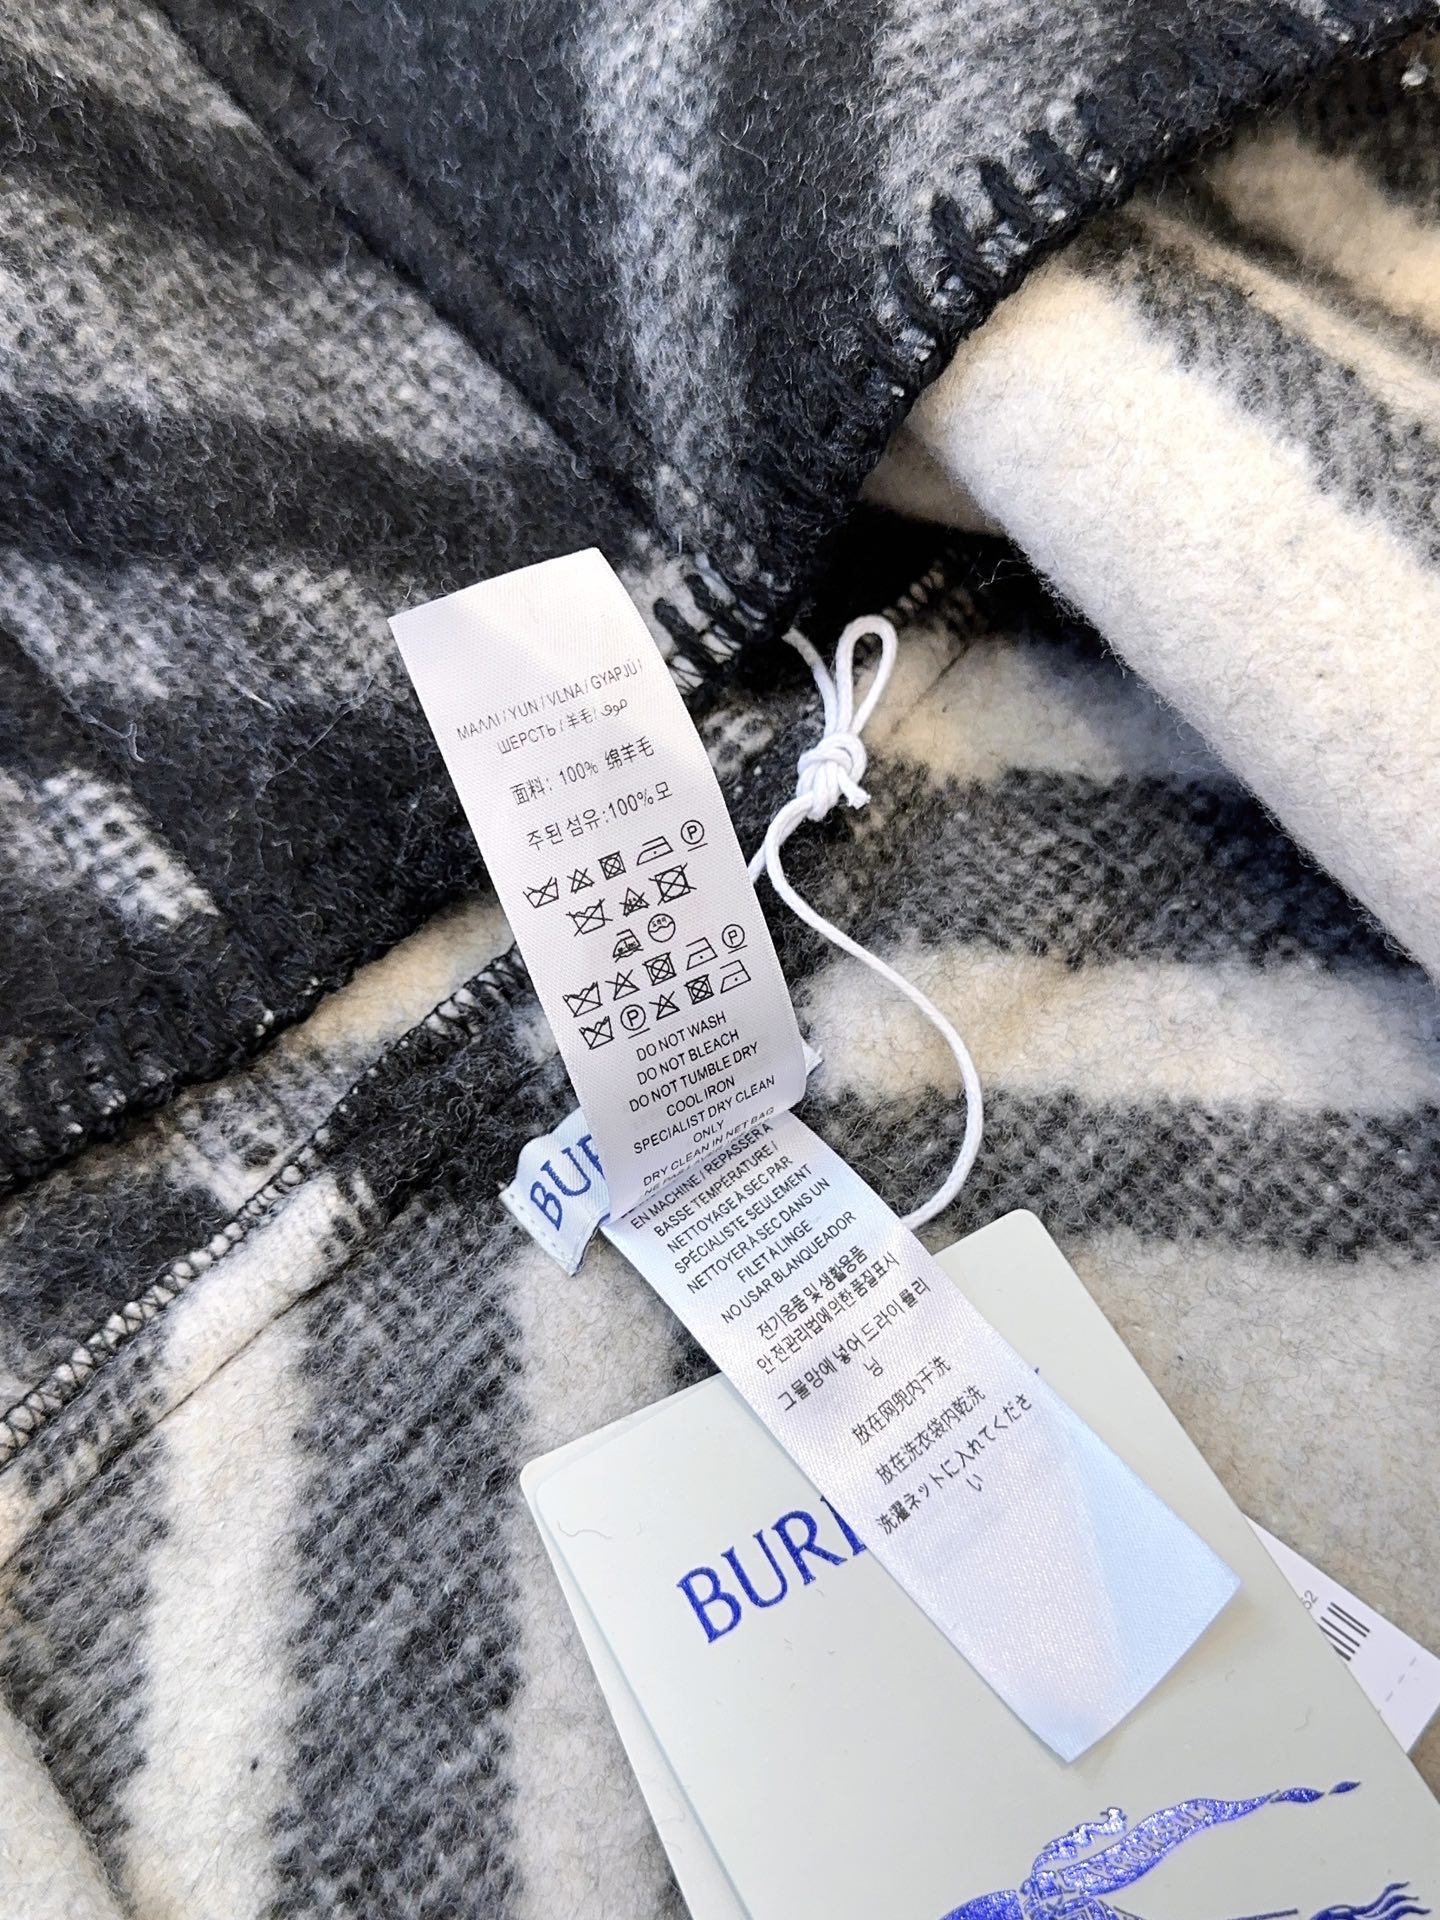 ΜΑΛΛΙ / YUN / VLNA / GYAPJÚ /
ШЕРСТЬ / 羊毛 / صوف
面料: 100% 绵羊毛
주된 섬유:100%모
DO NOT WASH
DO NOT BLEACH
DO NOT TUMBLE DRY
COOL IRON
SPECIALIST DRY CLEAN
ONLY
DRY CLEAN IN NET BAG
EN MACHINE / REPASSER À
BASSE TEMPÉRATURE /
NETTOYAGE À SEC PAR
SPÉCIALISTE SEULEMENT
NETTOYER À SEC DANS UN
FILET À LINGE
NO USAR BLANQUEADOR
전기용품 및 생활용품
안전관리법에 의한 품질표시
그물망에 넣어 드라이 클리
닝
放在网兜内干洗
放在洗衣袋内乾洗
洗濯ネットに入れてくださ
い
BUR
BUR
PRORSUM
52